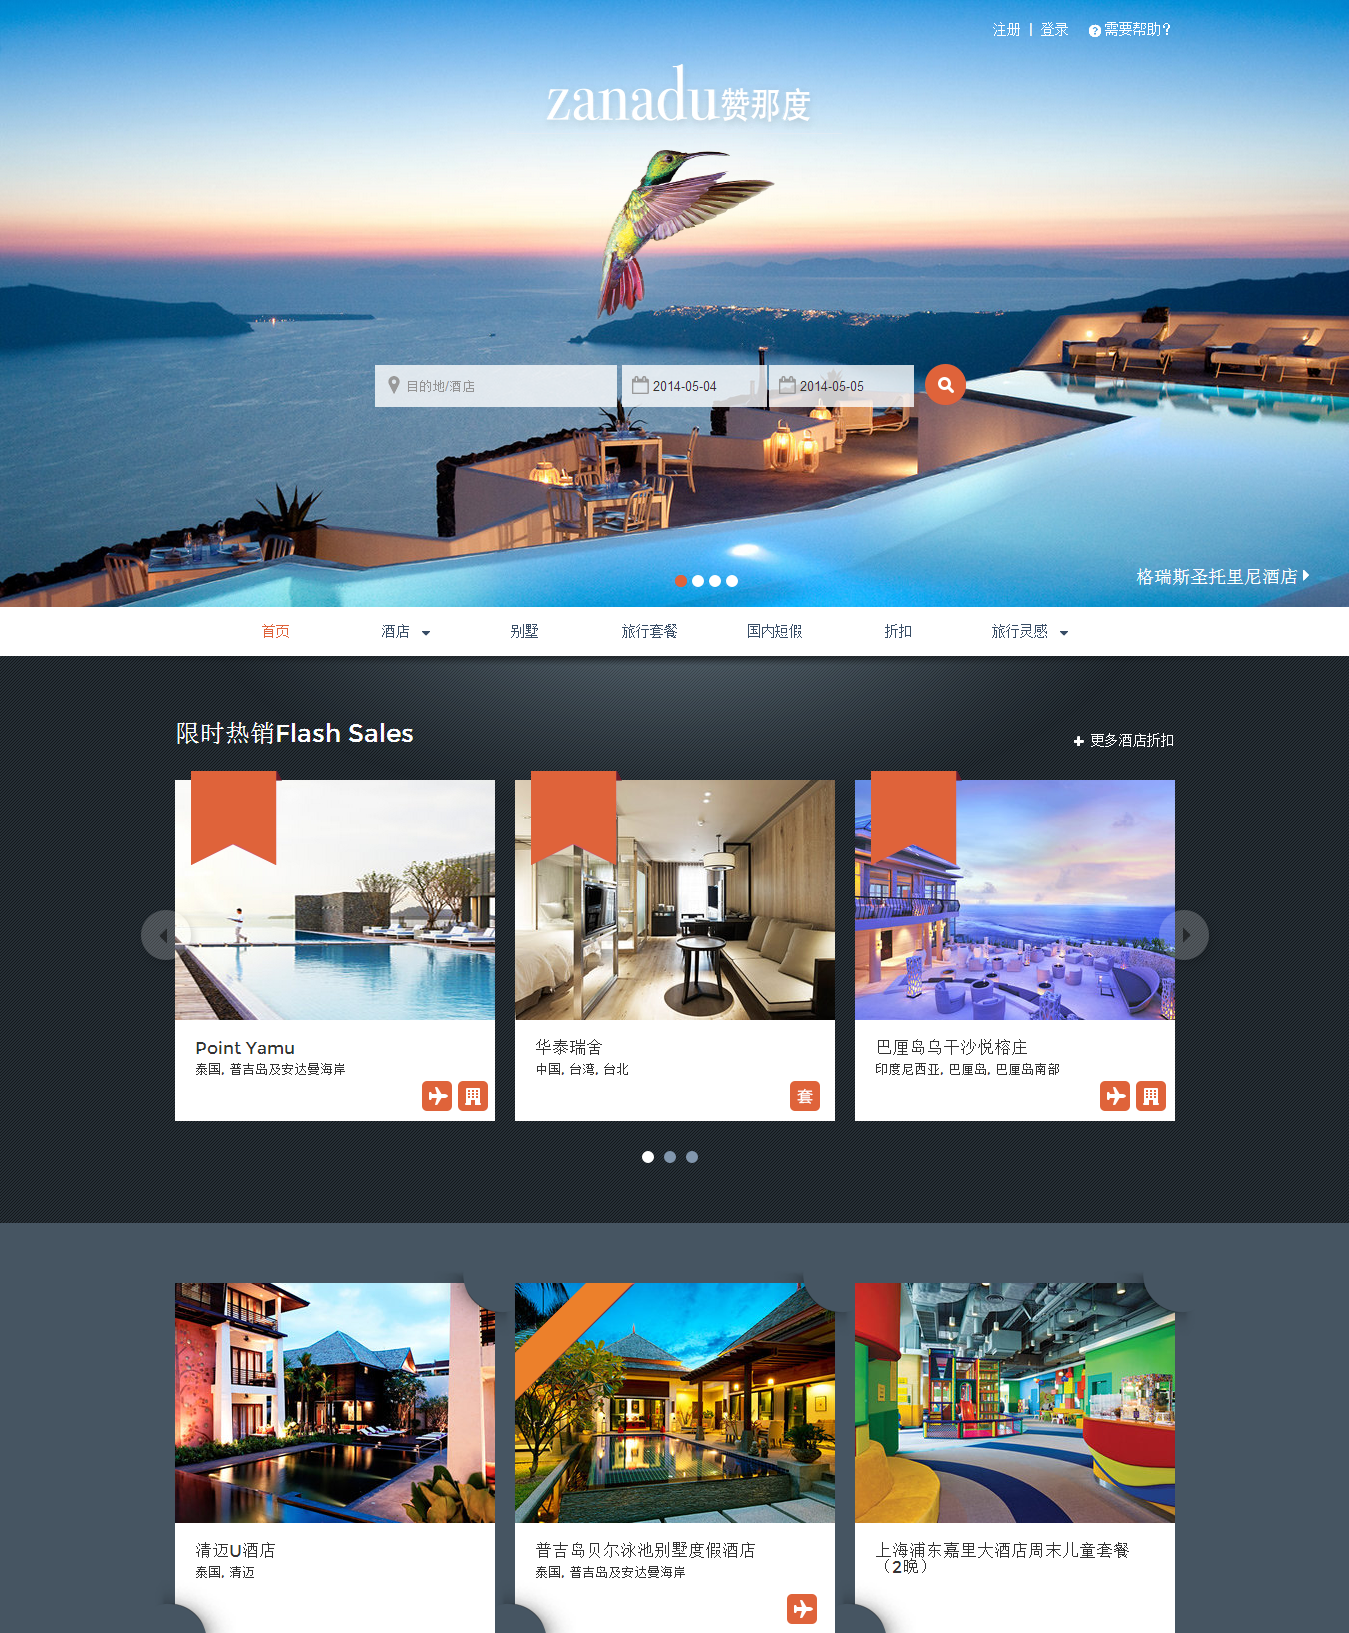 注册 | 登录 需要帮助?
zanadu赞那度
目的地/酒店 2014-05-04 2014-05-05
格瑞斯圣托里尼酒店
首页 酒店 别墅 旅行套餐 国内短假 折扣 旅行灵感
限时热销Flash Sales
+ 更多酒店折扣
Point Yamu
泰国, 普吉岛及安达曼海岸
华泰瑞舍
中国, 台湾, 台北
套
巴厘岛乌干沙悦榕庄
印度尼西亚, 巴厘岛, 巴厘岛南部
清迈U酒店
泰国, 清迈
普吉岛贝尔泳池别墅度假酒店
泰国, 普吉岛及安达曼海岸
上海浦东嘉里大酒店周末儿童套餐
（2晚）